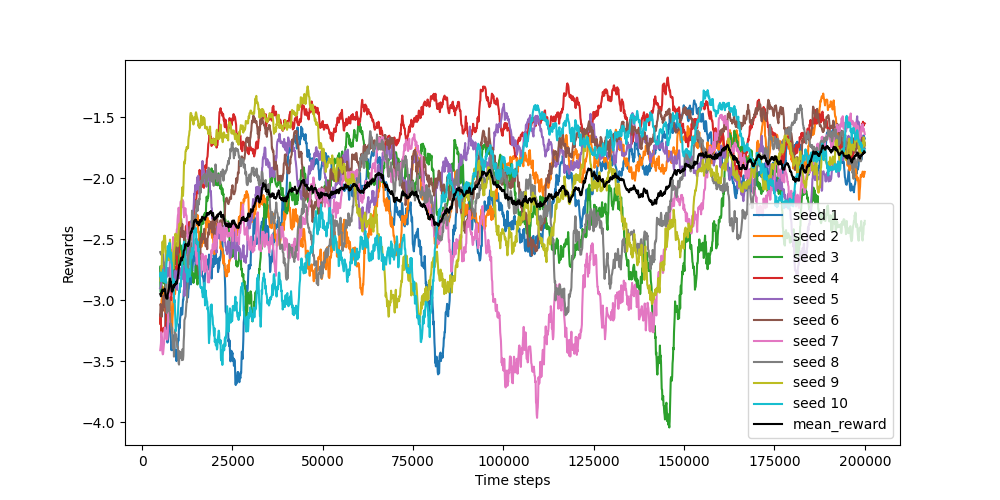 Rewards
−1.5
−2.0
−2.5
−3.0
−3.5
−4.0
0
25000
50000
75000
100000
125000
150000
175000
200000
Time steps
seed 1
seed 2
seed 3
seed 4
seed 5
seed 6
seed 7
seed 8
seed 9
seed 10
mean_reward